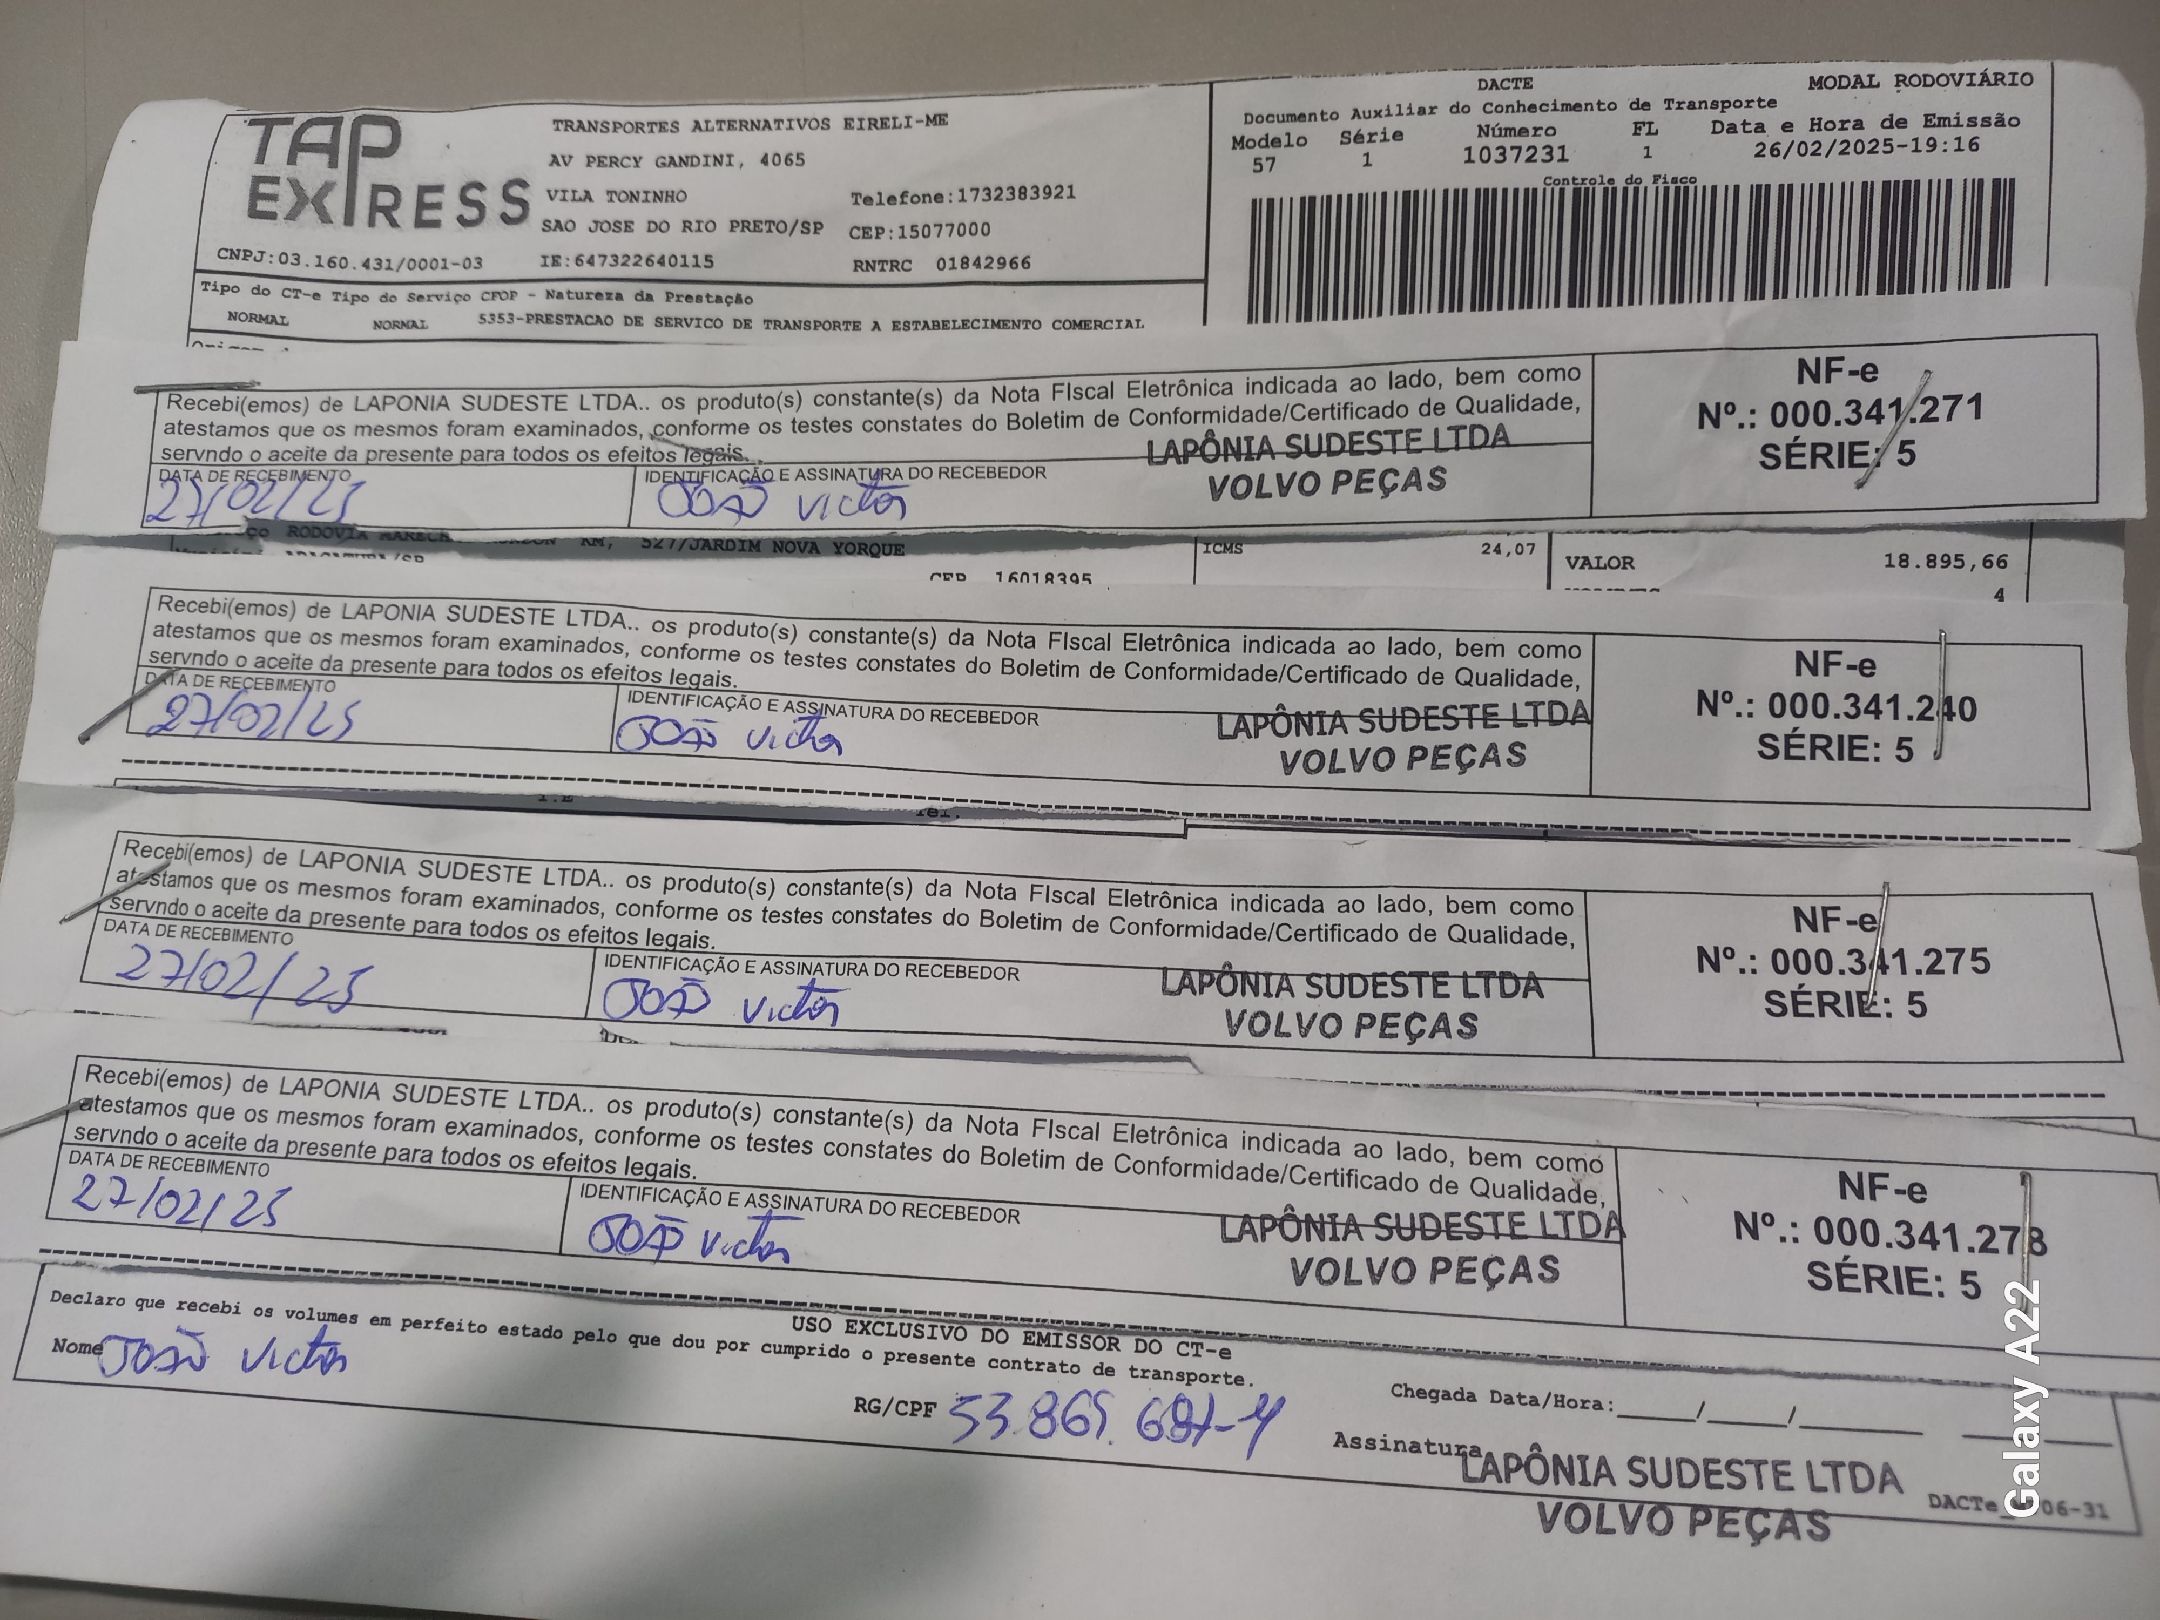 TAP EXPRESS
TRANSPORTES ALTERNATIVOS EIRELI-ME
AV PERCY GANDINI, 4065
VILA TONINHO Telefone:1732383921
SAO JOSE DO RIO PRETO/SP CEP:15077000
CNPJ:03.160.431/0001-03 IE:647322640115 RNTRC 01842966
DACTE MODAL RODOVIÁRIO
Documento Auxiliar do Conhecimento de Transporte
Modelo Série Número FL Data e Hora de Emissão
57 1 1037231 1 26/02/2025-19:16
Controle do Fisco
Tipo do CT-e Tipo do Serviço CFOP - Natureza da Prestação
NORMAL NORMAL 5353-PRESTACAO DE SERVICO DE TRANSPORTE A ESTABELECIMENTO COMERCIAL
Recebi(emos) de LAPONIA SUDESTE LTDA.. os produto(s) constante(s) da Nota FIscal Eletrônica indicada ao lado, bem como
atestamos que os mesmos foram examinados, conforme os testes constates do Boletim de Conformidade/Certificado de Qualidade,
servndo o aceite da presente para todos os efeitos legais.
DATA DE RECEBIMENTO IDENTIFICAÇÃO E ASSINATURA DO RECEBEDOR
27/02/25 João Victor
LAPÔNIA SUDESTE LTDA
VOLVO PEÇAS
NF-e
Nº.: 000.341.271
SÉRIE: 5
RODOVIA 527/JARDIM NOVA YORQUE
CEP 16018395
ICMS 24,07
VALOR 18.895,66
4
Recebi(emos) de LAPONIA SUDESTE LTDA.. os produto(s) constante(s) da Nota FIscal Eletrônica indicada ao lado, bem como
atestamos que os mesmos foram examinados, conforme os testes constates do Boletim de Conformidade/Certificado de Qualidade,
servndo o aceite da presente para todos os efeitos legais.
DATA DE RECEBIMENTO IDENTIFICAÇÃO E ASSINATURA DO RECEBEDOR
27/02/25 João Victor
LAPÔNIA SUDESTE LTDA
VOLVO PEÇAS
NF-e
Nº.: 000.341.240
SÉRIE: 5
Recebi(emos) de LAPONIA SUDESTE LTDA.. os produto(s) constante(s) da Nota FIscal Eletrônica indicada ao lado, bem como
atestamos que os mesmos foram examinados, conforme os testes constates do Boletim de Conformidade/Certificado de Qualidade,
servndo o aceite da presente para todos os efeitos legais.
DATA DE RECEBIMENTO IDENTIFICAÇÃO E ASSINATURA DO RECEBEDOR
27/02/25 João Victor
LAPÔNIA SUDESTE LTDA
VOLVO PEÇAS
NF-e
Nº.: 000.341.275
SÉRIE: 5
Recebi(emos) de LAPONIA SUDESTE LTDA.. os produto(s) constante(s) da Nota FIscal Eletrônica indicada ao lado, bem como
atestamos que os mesmos foram examinados, conforme os testes constates do Boletim de Conformidade/Certificado de Qualidade,
servndo o aceite da presente para todos os efeitos legais.
DATA DE RECEBIMENTO IDENTIFICAÇÃO E ASSINATURA DO RECEBEDOR
27/02/25 João Victor
LAPÔNIA SUDESTE LTDA
VOLVO PEÇAS
NF-e
Nº.: 000.341.278
SÉRIE: 5
USO EXCLUSIVO DO EMISSOR DO CT-e
Declaro que recebi os volumes em perfeito estado pelo que dou por cumprido o presente contrato de transporte.
Nome João Victor
RG/CPF
Chegada Data/Hora:_____/_____/_______
Assinatura
LAPÔNIA SUDESTE LTDA
VOLVO PEÇAS
Galaxy A22